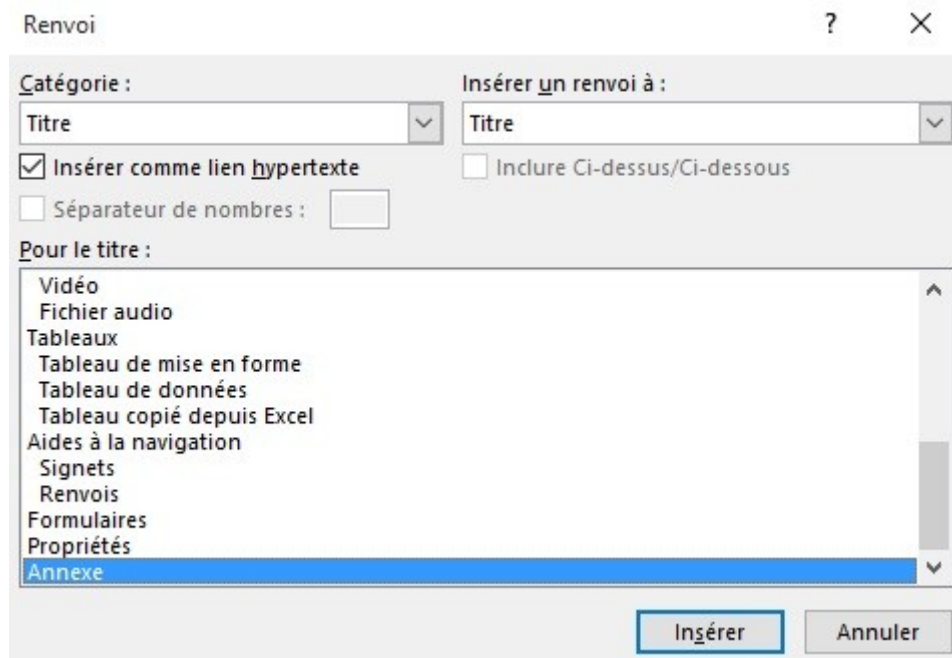 Renvoi ?
Catégorie : Insérer un renvoi à :
Titre Titre
Insérer comme lien hypertexte Inclure Ci-dessus/Ci-dessous
Séparateur de nombres :
Pour le titre :
Vidéo
Fichier audio
Tableaux
Tableau de mise en forme
Tableau de données
Tableau copié depuis Excel
Aides à la navigation
Signets
Renvois
Formulaires
Propriétés
Annexe
Insérer Annuler